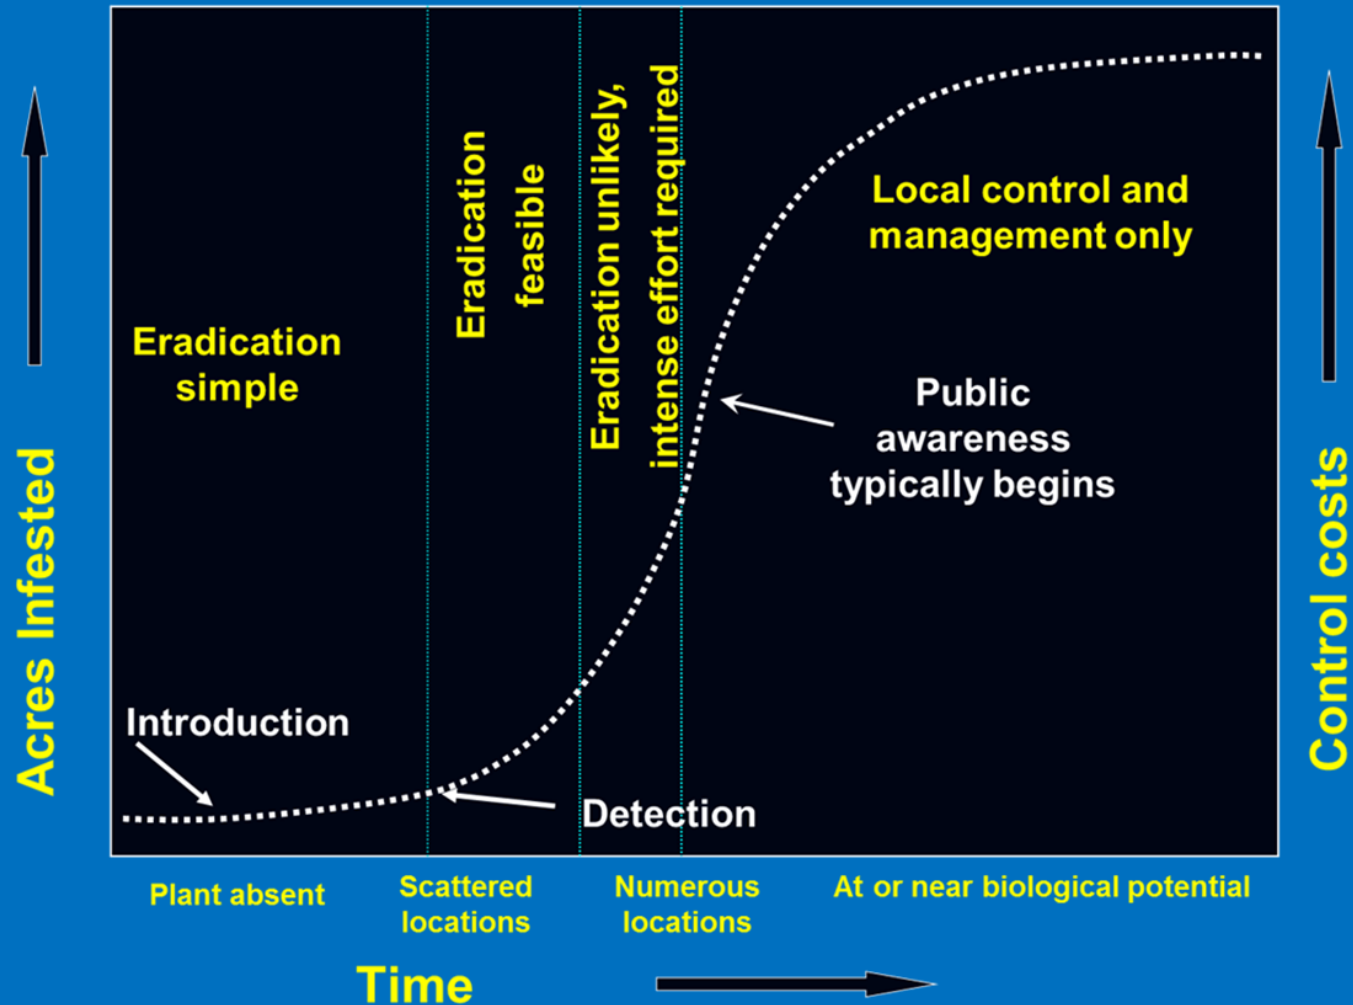 Acres Infested
Eradication
simple
Introduction
Eradication
feasible
Eradication unlikely,
intense effort required
Detection
Local control and
management only
Public
awareness
typically begins
Control costs
Plant absent
Scattered
locations
Numerous
locations
At or near biological potential
Time